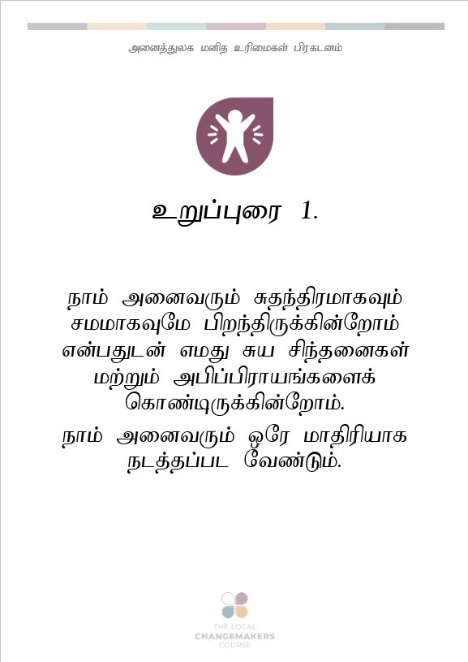 அனைத்துலக மனித உரிமைகள் பிரகடனம்
உறுப்புரை 1.
நாம் அனைவரும் சுதந்திரமாகவும்
சமமாகவுமே பிறந்திருக்கின்றோம்
என்பதுடன் எமது சுய சிந்தனைகள்
மற்றும் அபிப்பிராயங்களைக்
கொண்டிருக்கின்றோம்.
நாம் அனைவரும் ஒரே மாதிரியாக
நடத்தப்பட வேண்டும்.
THE LOCAL
CHANGEMAKERS
COURSE